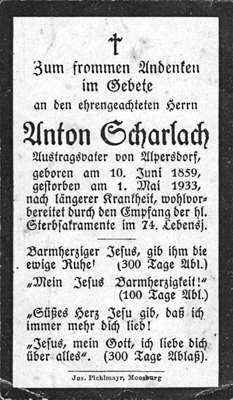 Zum frommen Andenken
im Gebete
an den ehrengeachteten Herrn
Anton Scharlach
Austragsvater von Alpersdorf,
geboren am 10. Juni 1859,
gestorben am 1. Mai 1933,
nach längerer Krankheit, wohlvor-
bereitet durch den Empfang der hl.
Sterbsakramente im 74. Lebensj.
Barmherziger Jesus, gib ihm die
ewige Ruhe! (300 Tage Abl.)
„Mein Jesus Barmherzigkeit!"
(100 Tage Abl.)
„Süßes Herz Jesu gib, daß ich
immer mehr dich lieb!
„Jesus, mein Gott, ich liebe dich
über alles". (300 Tage Ablaß).
Jos. Pichlmayr, Moosburg